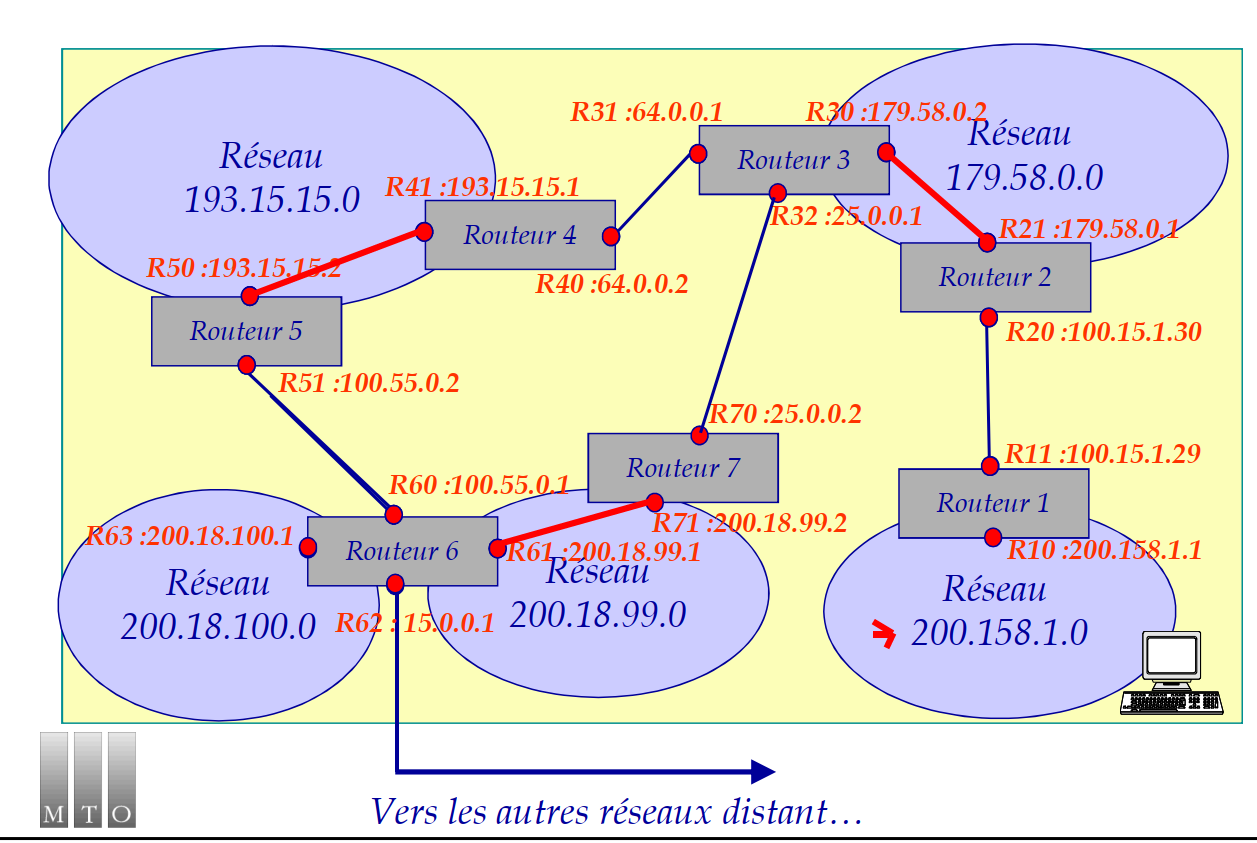 R31 :64.0.0.1
R30 :179.58.0.2
Réseau
179.58.0.0
Routeur 3
Réseau
193.15.15.0
R41 :193.15.15.1
R32 :25.0.0.1
R21 :179.58.0.1
Routeur 4
R50 :193.15.15.2
R40 :64.0.0.2
Routeur 2
Routeur 5
R20 :100.15.1.30
R51 :100.55.0.2
R70 :25.0.0.2
Routeur 7
R11 :100.15.1.29
R60 :100.55.0.1
Routeur 1
R71 :200.18.99.2
R63 :200.18.100.1
Routeur 6
R61 :200.18.99.1
R10 :200.158.1.1
Réseau
200.18.100.0
R62 : 15.0.0.1
Réseau
200.18.99.0
Réseau
200.158.1.0
M T O
Vers les autres réseaux distant…